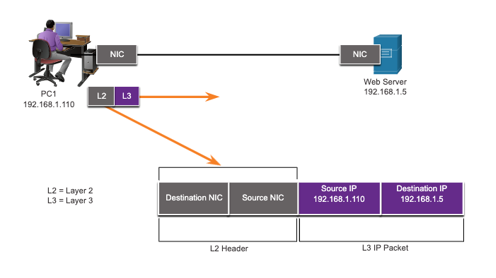 NIC
NIC
PC1
192.168.1.110
Web Server
192.168.1.5
L2 L3
L2 = Layer 2
L3 = Layer 3
Destination NIC
Source NIC
Source IP
192.168.1.110
Destination IP
192.168.1.5
L2 Header
L3 IP Packet